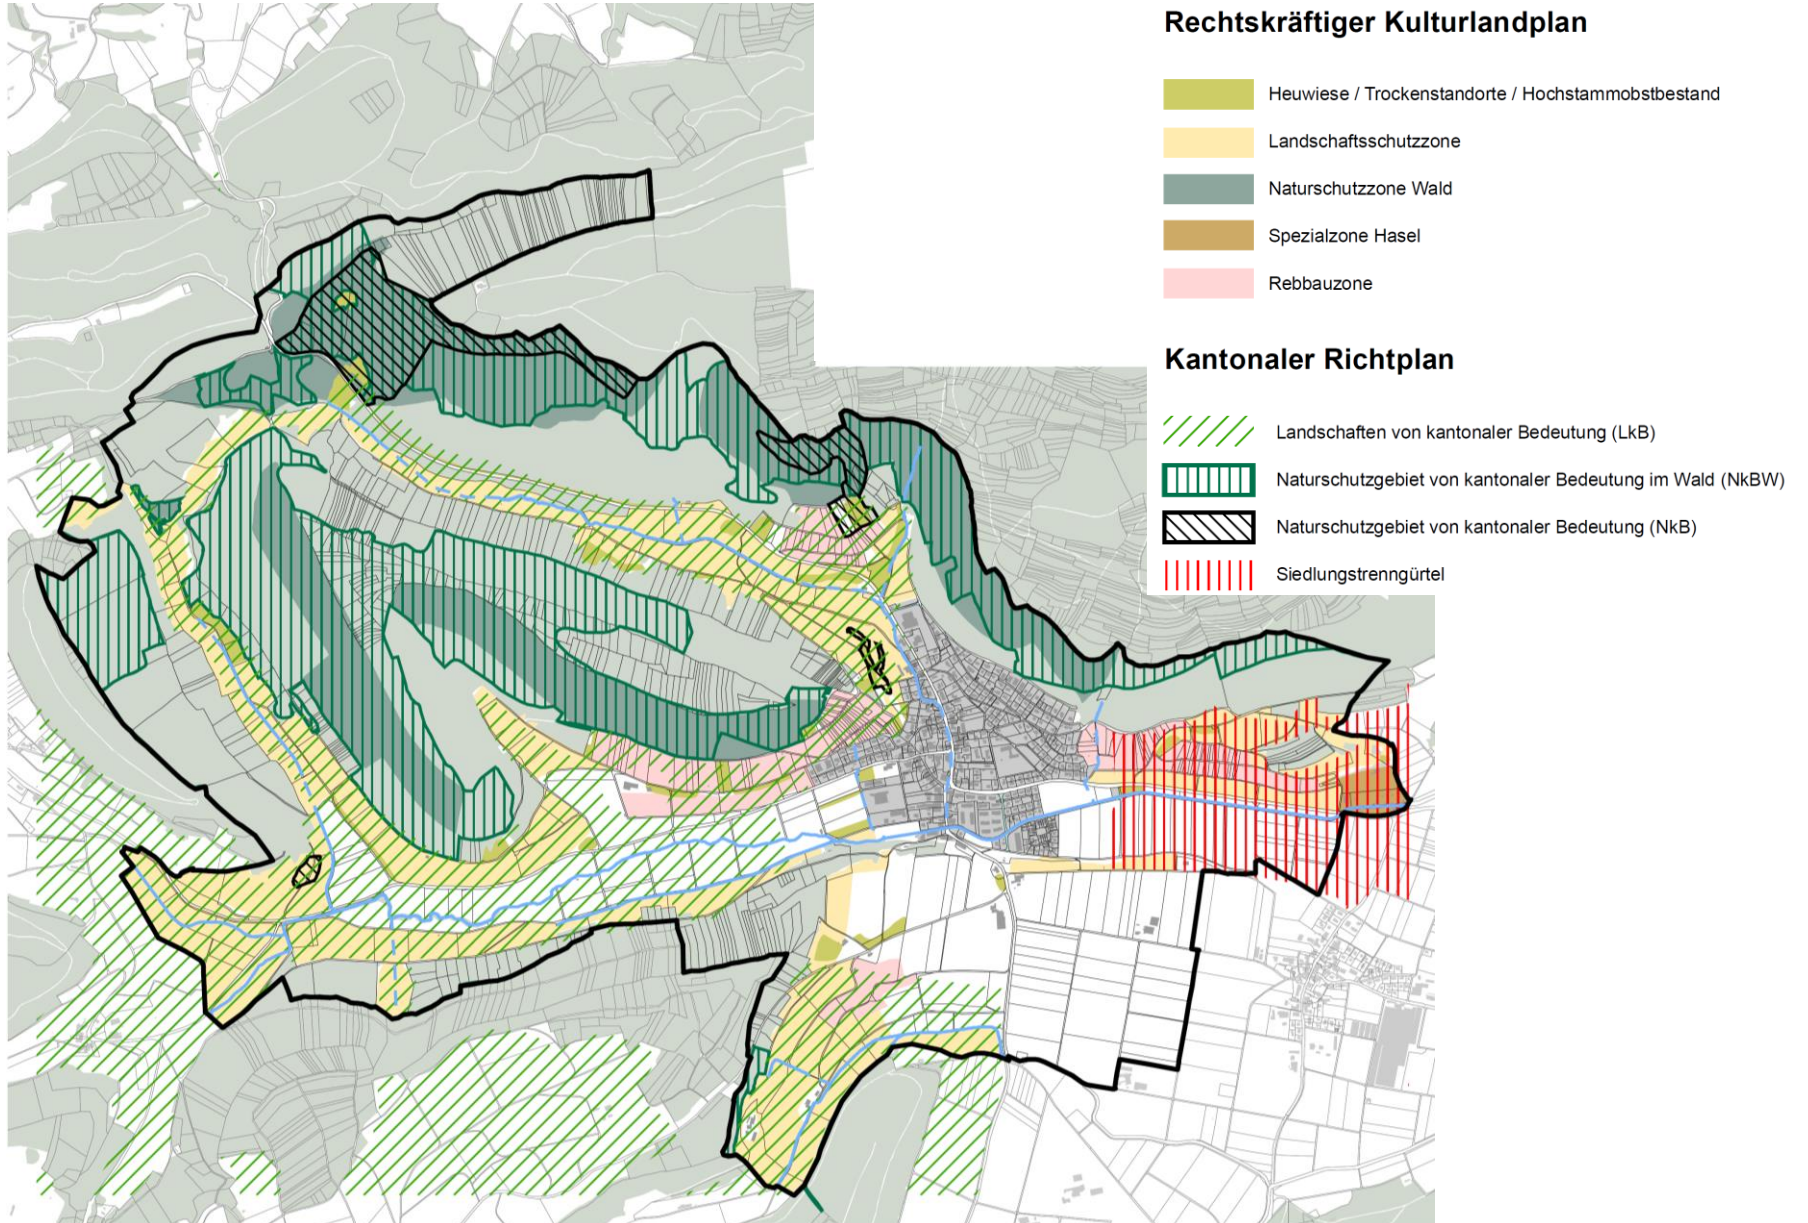 Rechtskräftiger Kulturlandplan
Heuwiese / Trockenstandorte / Hochstammobstbestand
Landschaftsschutzzone
Naturschutzzone Wald
Spezialzone Hasel
Rebbauzone
Kantonaler Richtplan
Landschaften von kantonaler Bedeutung (LkB)
Naturschutzgebiet von kantonaler Bedeutung im Wald (NkBW)
Naturschutzgebiet von kantonaler Bedeutung (NkB)
Siedlungstrenngürtel